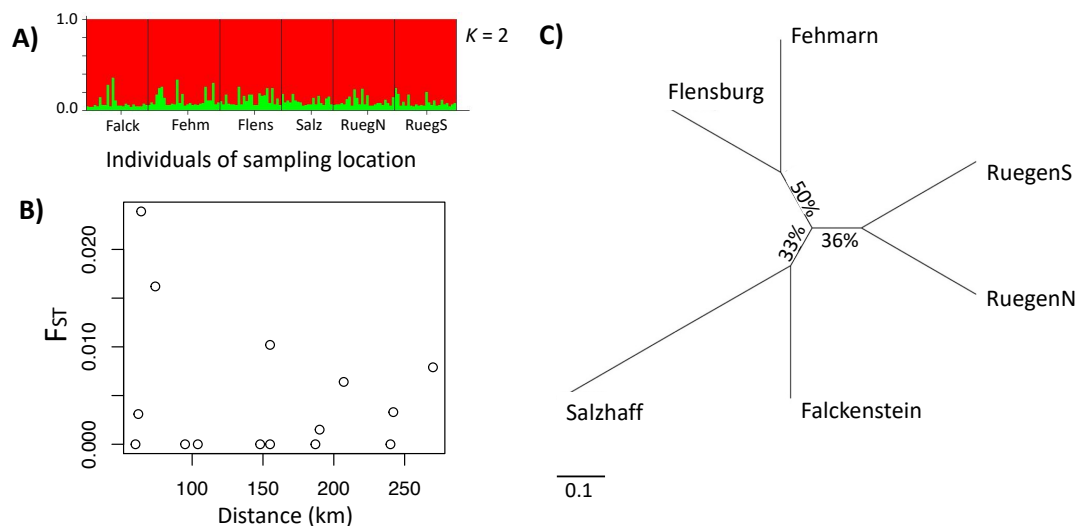 A)
1.0
0.0
K = 2
Falck Fehm Flens Salz RuegN RuegS
Individuals of sampling location
B)
0.020
0.010
0.000
FST
100 150 200 250
Distance (km)
C)
Fehmarn
Flensburg
RuegenS
50%
33%
36%
RuegenN
Salzhaff
Falckenstein
0.1